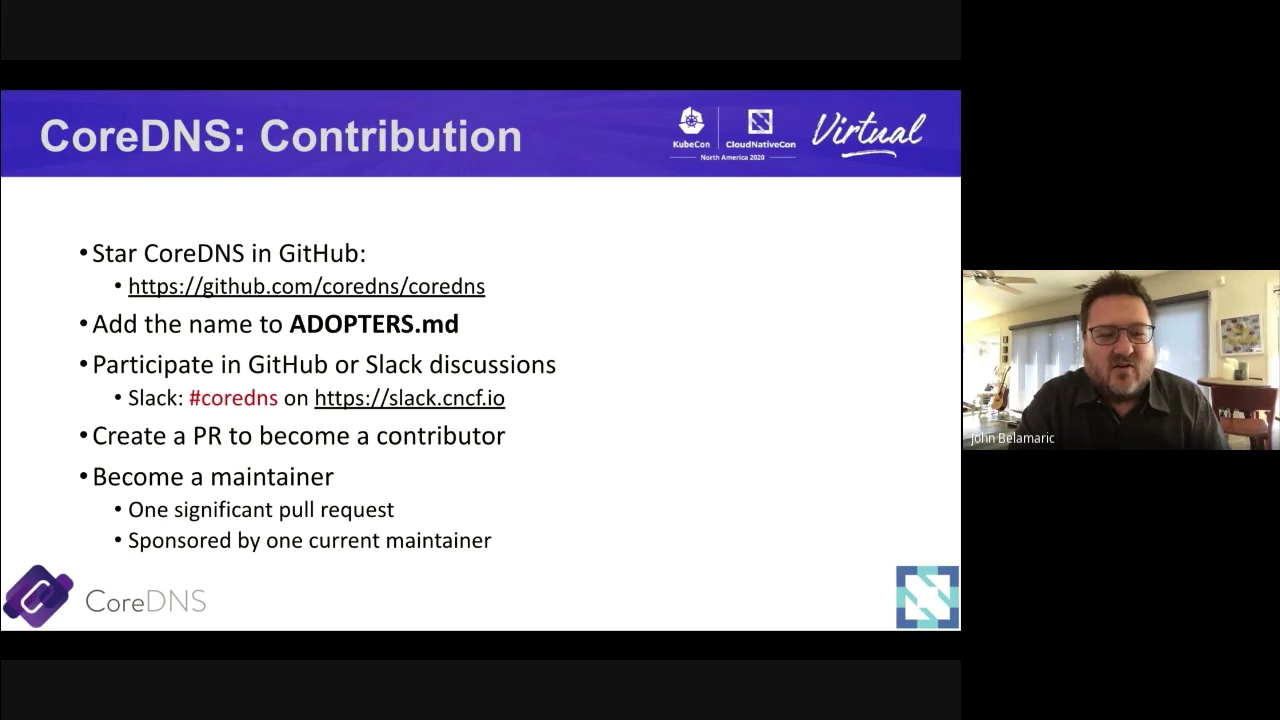 CoreDNS: Contribution
KubeCon
CloudNativeCon
North America 2020
Virtual
• Star CoreDNS in GitHub:
• https://github.com/coredns/coredns
• Add the name to ADOPTERS.md
• Participate in GitHub or Slack discussions
• Slack: #coredns on https://slack.cncf.io
• Create a PR to become a contributor
• Become a maintainer
• One significant pull request
• Sponsored by one current maintainer
CoreDNS
John Belamaric